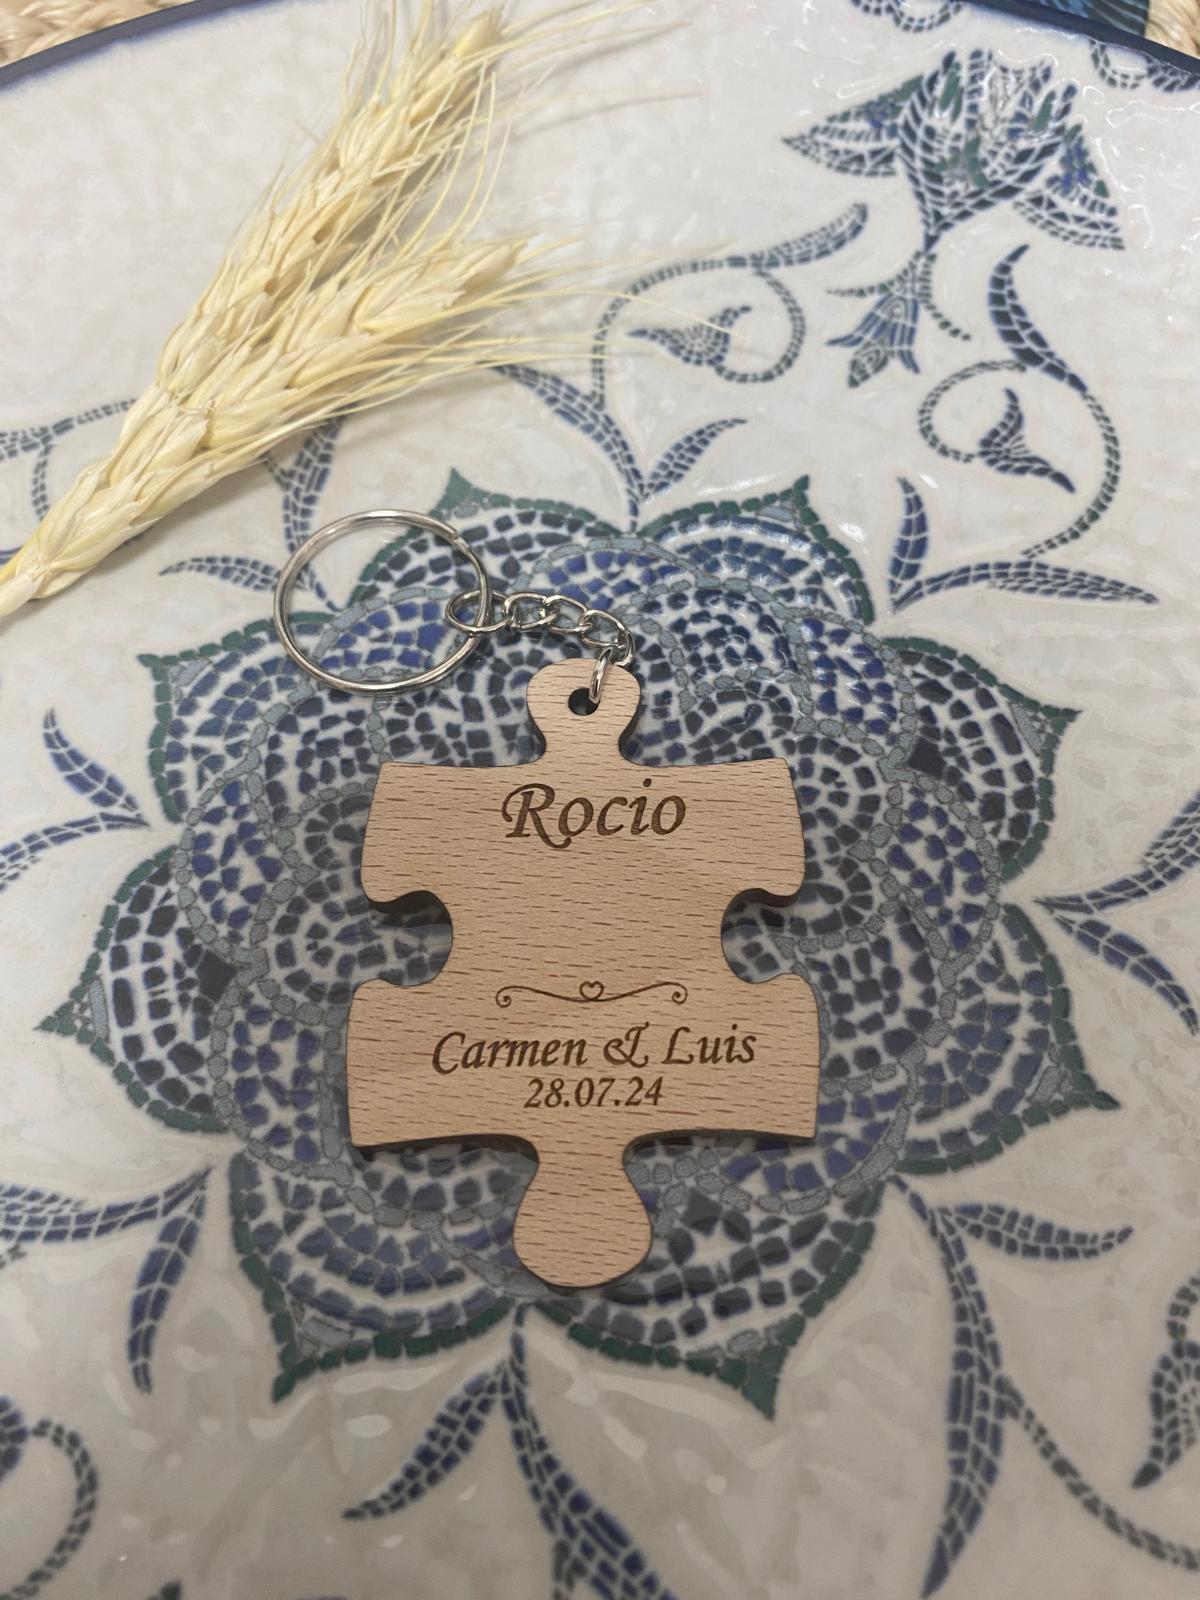 Rocio
Carmen & Luis
28.07.24